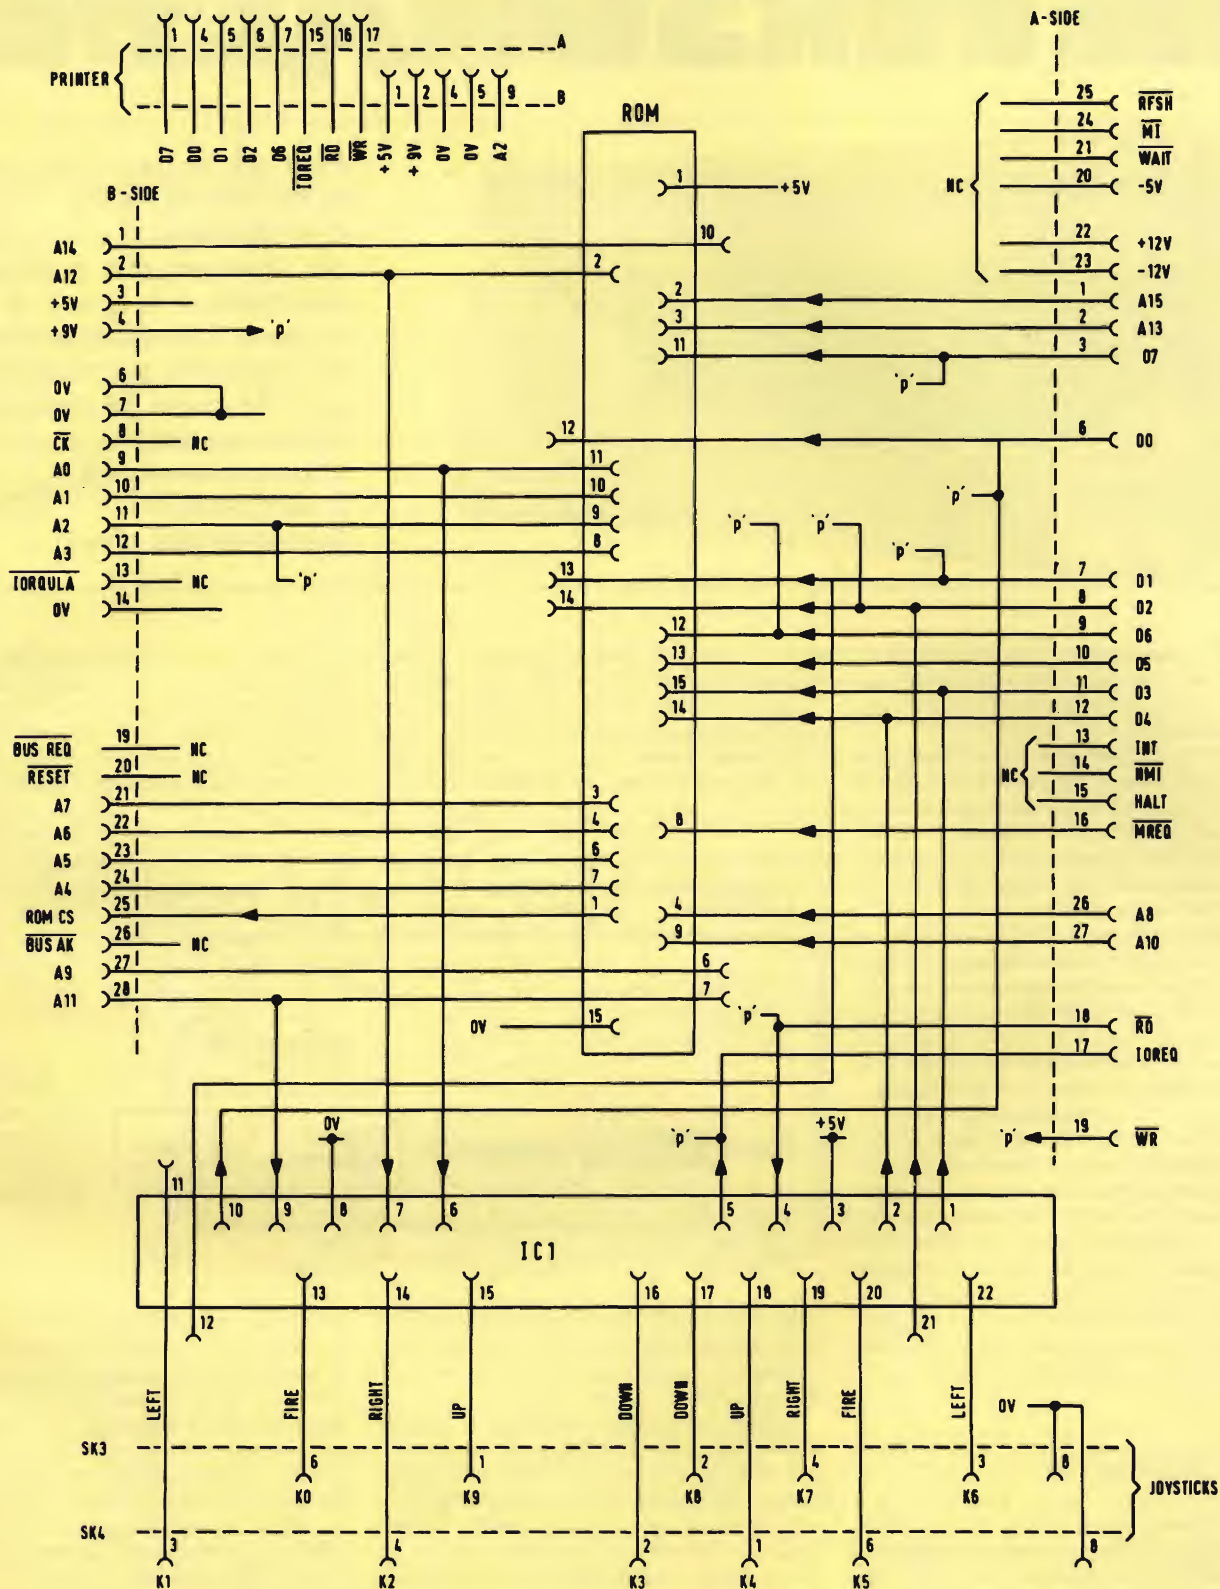 A-SIDE
1 4 5 6 7 15 16 17
A
PRINTER
1 2 4 5 9
B
D7 D0 D1 D2 D6 IOREQ RD WR +5V +9V 0V 0V A2
ROM
25 RFSH
24 MI
21 WAIT
NC
20 -5V
22 +12V
23 -12V
B-SIDE
1 +5V
A14 1 10
A12 2 2
+5V 3
+9V 4 'p'
2 1 A15
3 2 A13
11 3 D7
'p'
0V 6
0V 7
CK 8 NC
12 6 D0
A0 9 11
A1 10 10
'p'
A2 11 9
'p' 'p'
A3 12 8
'p'
IORQULA 13 NC
'p'
13 7 D1
0V 14
14 8 D2
12 9 D6
13 10 D5
15 11 D3
14 12 D4
BUS REQ 19 NC
13 INT
RESET 20 NC
NC
14 NMI
15 HALT
A7 21 3
A6 22 4
8 16 MREQ
A5 23 6
A4 24 7
ROM CS 25 1
4 26 A8
BUS AK 26 NC
9 27 A10
A9 27 6
A11 28 7
'p'
0V 15
18 RD
17 IOREQ
0V
+5V
'p'
'p' 19 WR
11
10 9 8 7 6 5 4 3 2 1
IC1
13 14 15 16 17 18 19 20 22
12 21
LEFT FIRE RIGHT UP DOWN DOWN UP RIGHT FIRE LEFT
0V
SK3
6 1 2 4 3 8
K0 K9 K8 K7 K6
JOYSTICKS
SK4
3 4 2 1 6 8
K1 K2 K3 K4 K5